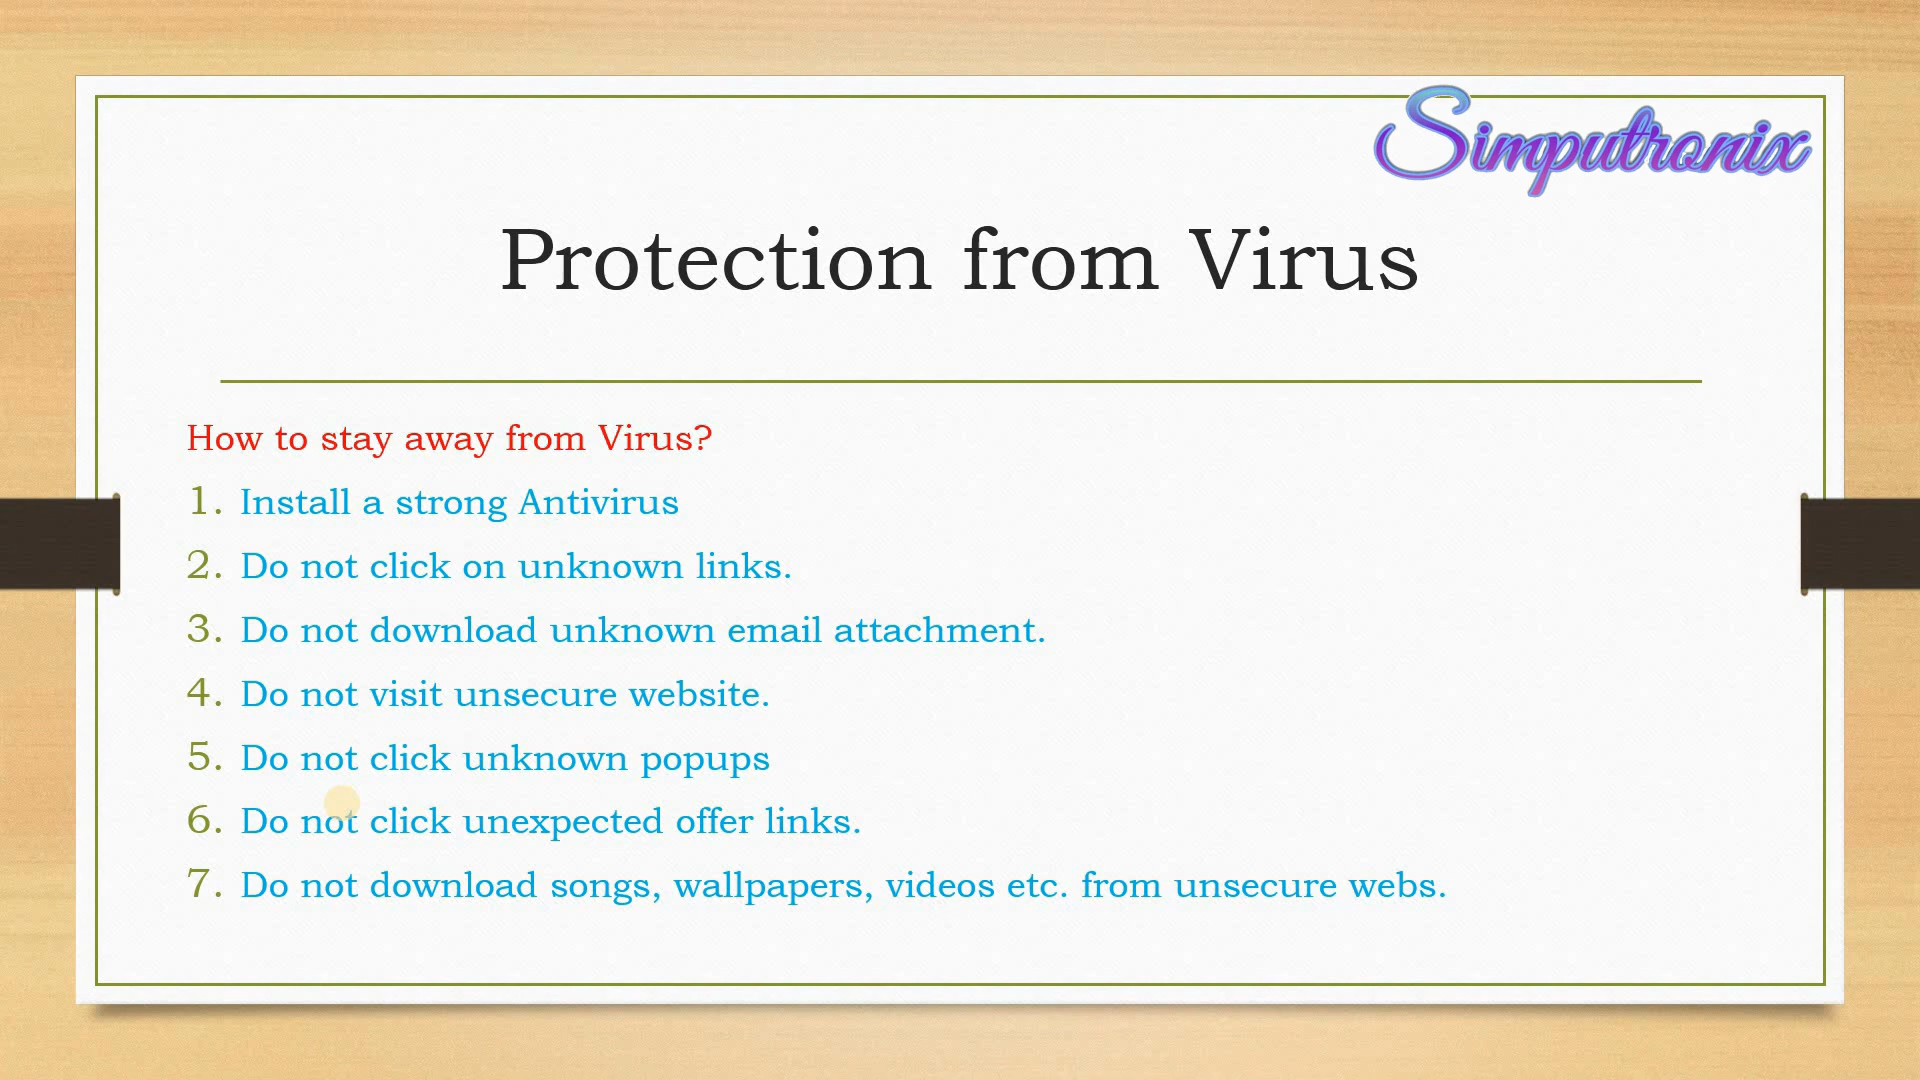 Simputronix
Protection from Virus
How to stay away from Virus?
1. Install a strong Antivirus
2. Do not click on unknown links.
3. Do not download unknown email attachment.
4. Do not visit unsecure website.
5. Do not click unknown popups
6. Do not click unexpected offer links.
7. Do not download songs, wallpapers, videos etc. from unsecure webs.